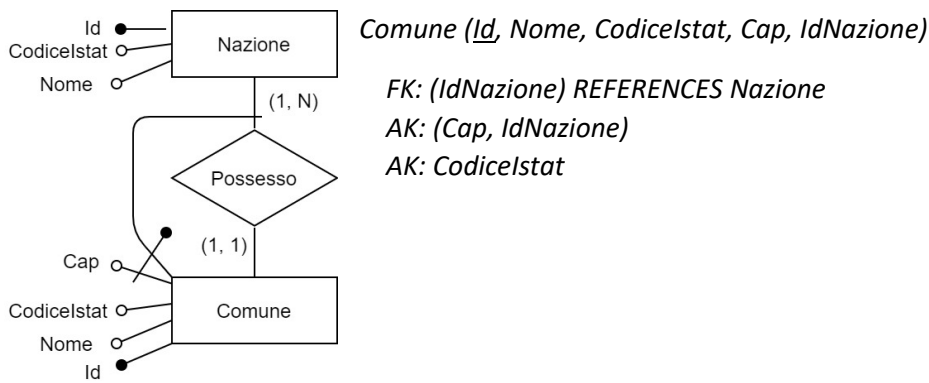 Id
CodiceIstat
Nome
Nazione
(1, N)
Possesso
(1, 1)
Cap
CodiceIstat
Nome
Id
Comune
Comune (Id, Nome, CodiceIstat, Cap, IdNazione)
FK: (IdNazione) REFERENCES Nazione
AK: (Cap, IdNazione)
AK: CodiceIstat